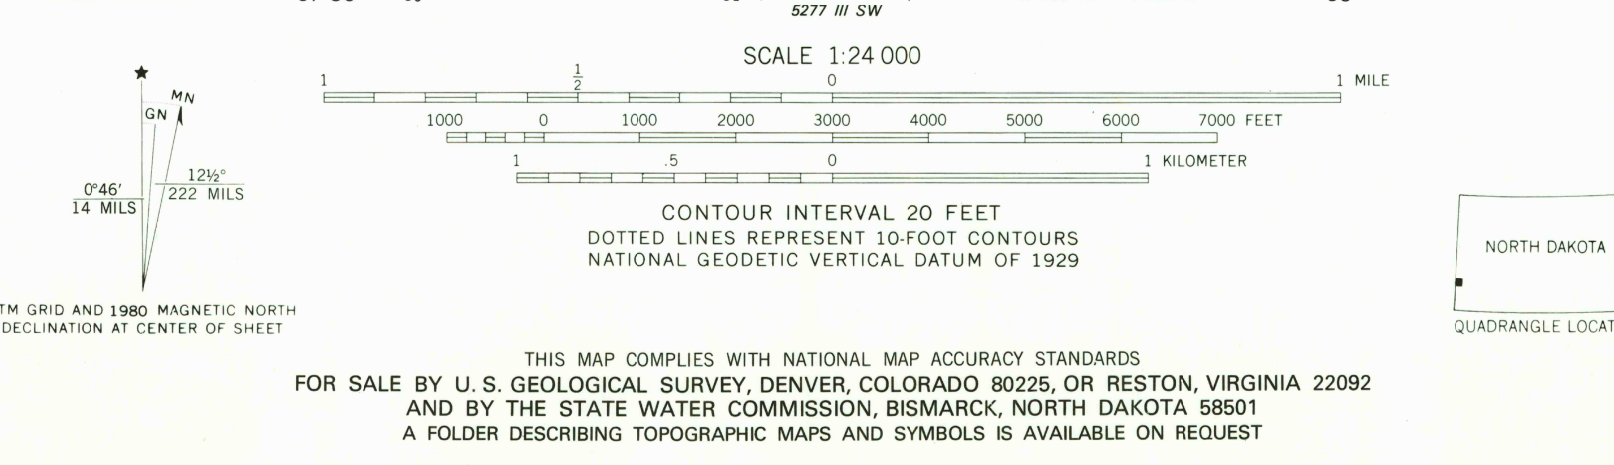 5277 III SW
SCALE 1:24 000
1 1/2 0 1 MILE
1000 0 1000 2000 3000 4000 5000 6000 7000 FEET
1 .5 0 1 KILOMETER
CONTOUR INTERVAL 20 FEET
DOTTED LINES REPRESENT 10-FOOT CONTOURS
NATIONAL GEODETIC VERTICAL DATUM OF 1929
MN
GN
12½°
222 MILS
0°46′
14 MILS
TM GRID AND 1980 MAGNETIC NORTH
DECLINATION AT CENTER OF SHEET
NORTH DAKOTA
QUADRANGLE LOCAT
THIS MAP COMPLIES WITH NATIONAL MAP ACCURACY STANDARDS
FOR SALE BY U. S. GEOLOGICAL SURVEY, DENVER, COLORADO 80225, OR RESTON, VIRGINIA 22092
AND BY THE STATE WATER COMMISSION, BISMARCK, NORTH DAKOTA 58501
A FOLDER DESCRIBING TOPOGRAPHIC MAPS AND SYMBOLS IS AVAILABLE ON REQUEST